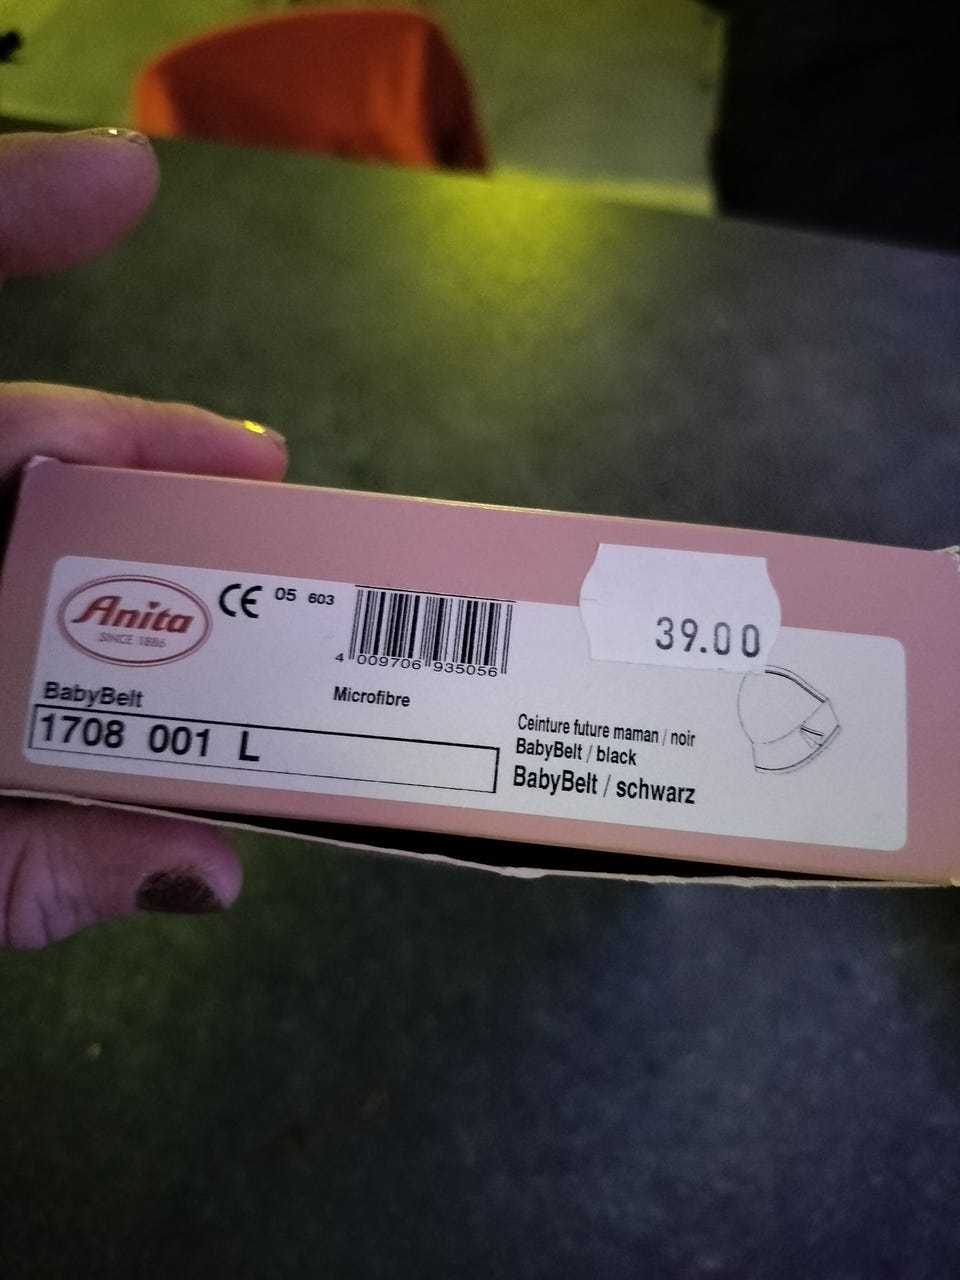 39.00
Anita
SINCE 1886
CE 05 603
4 009706 935056
BabyBelt
Microfibre
1708 001 L
Ceinture future maman / noir
BabyBelt / black
BabyBelt / schwarz